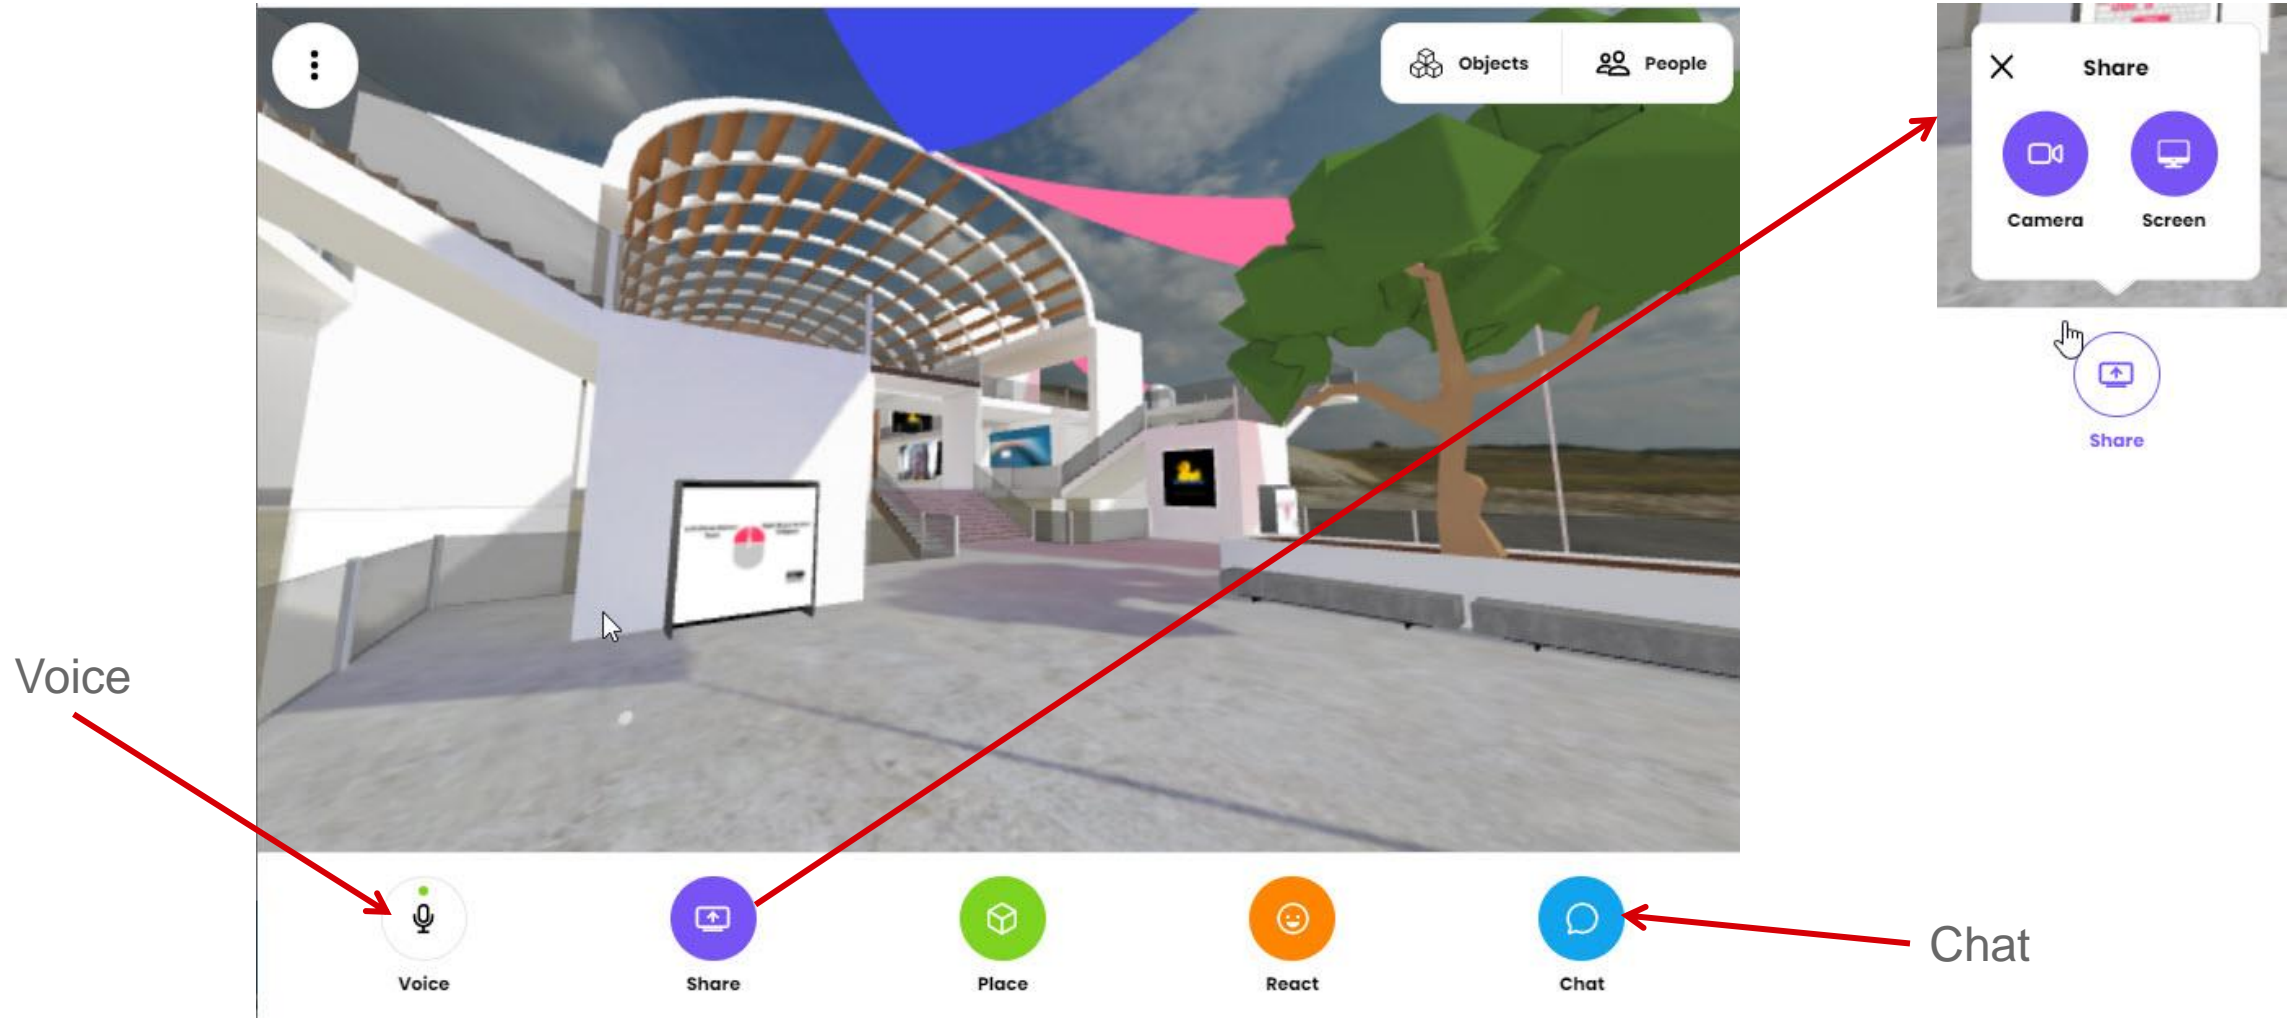 Objects People
Share
Camera Screen
Share
Voice
Voice Share Place React Chat
Chat